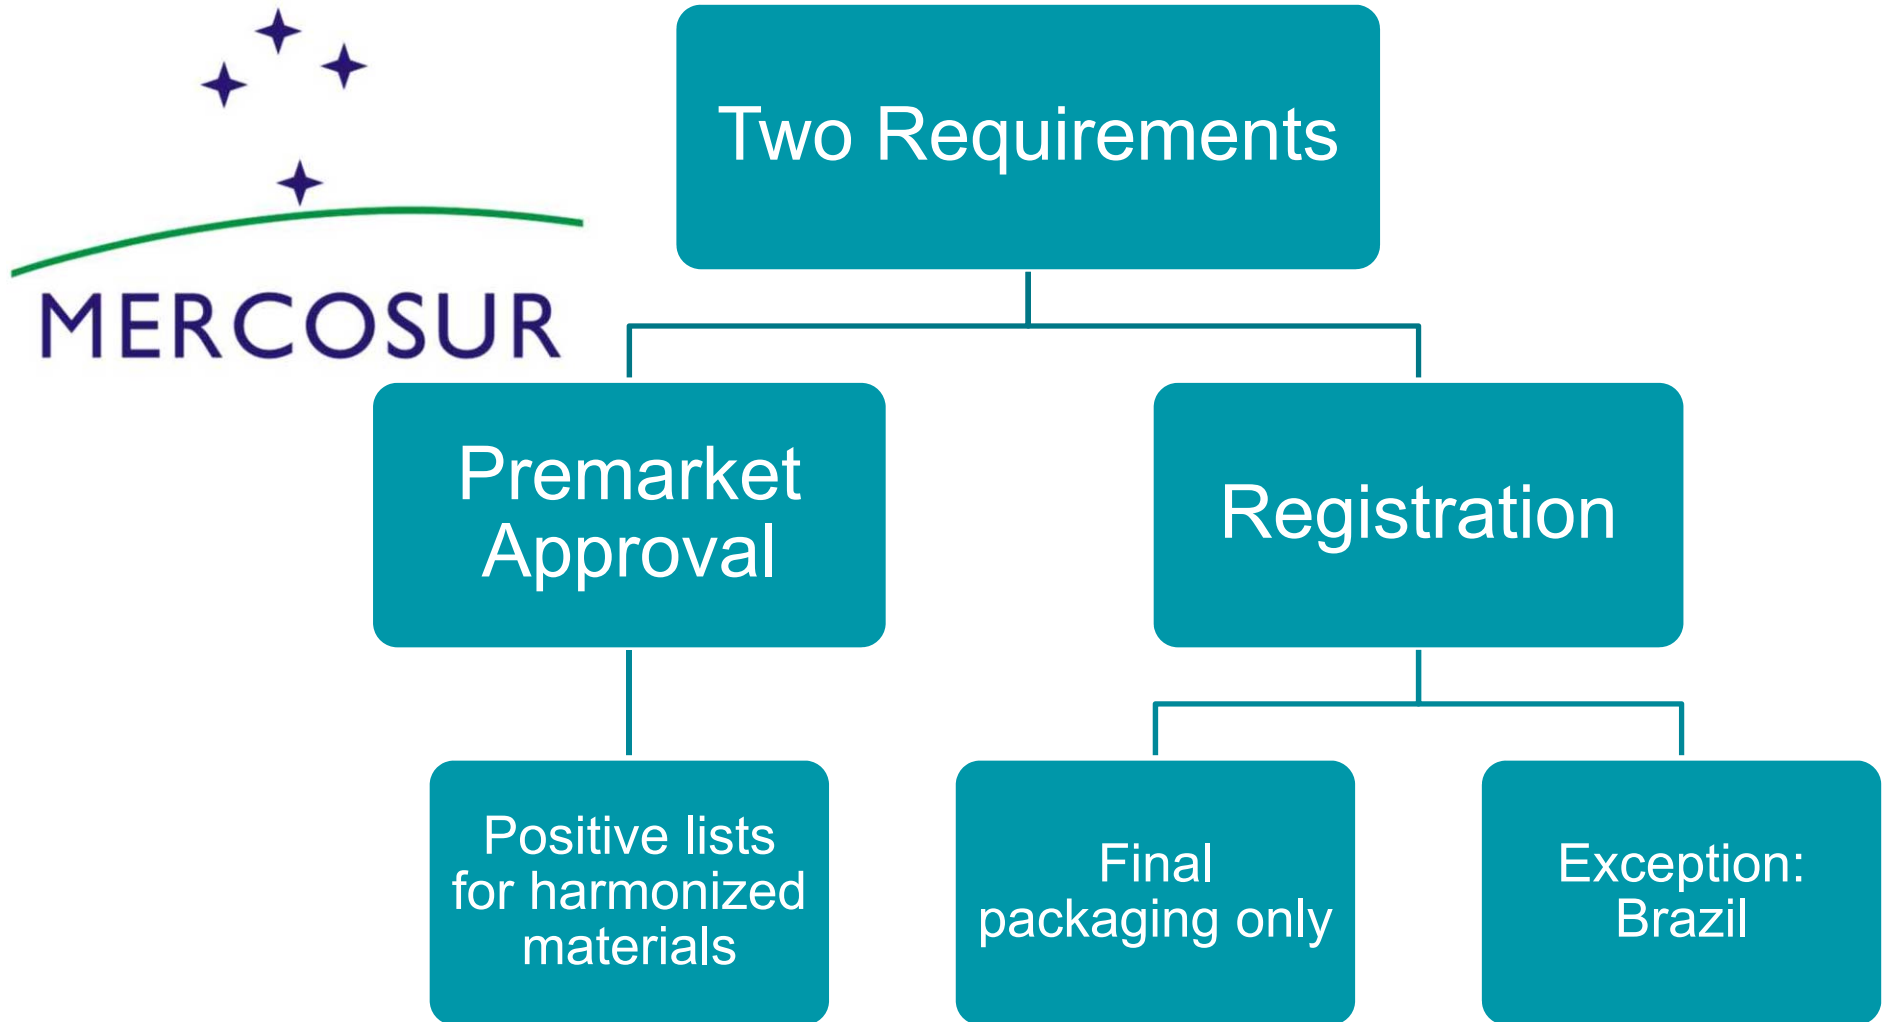 MERCOSUR
Two Requirements
Premarket
Approval
Registration
Positive lists
for harmonized
materials
Final
packaging only
Exception:
Brazil